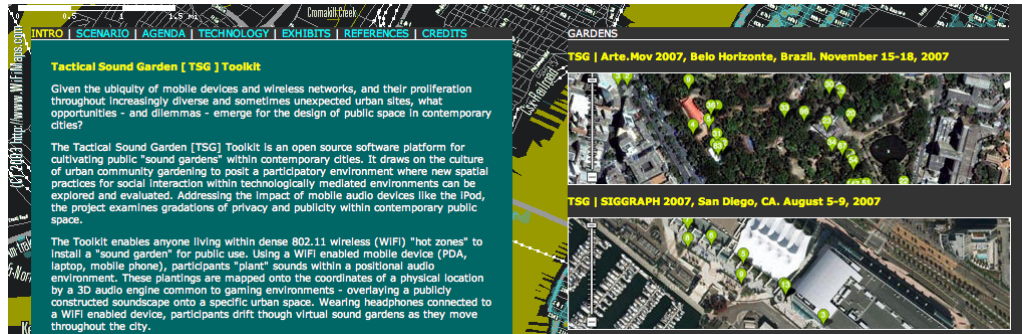 0 0.5 1 1.5 mi
Cromakill Creek
INTRO | SCENARIO | AGENDA | TECHNOLOGY | EXHIBITS | REFERENCES | CREDITS
Tactical Sound Garden [ TSG ] Toolkit
Given the ubiquity of mobile devices and wireless networks, and their proliferation
throughout increasingly diverse and sometimes unexpected urban sites, what
opportunities - and dilemmas - emerge for the design of public space in contemporary
cities?
The Tactical Sound Garden [TSG] Toolkit is an open source software platform for
cultivating public "sound gardens" within contemporary cities. It draws on the culture
of urban community gardening to posit a participatory environment where new spatial
practices for social interaction within technologically mediated environments can be
explored and evaluated. Addressing the impact of mobile audio devices like the iPod,
the project examines gradations of privacy and publicity within contemporary public
space.
The Toolkit enables anyone living within dense 802.11 wireless (WiFi) "hot zones" to
install a "sound garden" for public use. Using a WiFi enabled mobile device (PDA,
laptop, mobile phone), participants "plant" sounds within a positional audio
environment. These plantings are mapped onto the coordinates of a physical location
by a 3D audio engine common to gaming environments - overlaying a publicly
constructed soundscape onto a specific urban space. Wearing headphones connected to
a WiFi enabled device, participants drift though virtual sound gardens as they move
throughout the city.
(C) 2003 http://www.WiFiMaps.com
GARDENS
TSG | Arte.Mov 2007, Belo Horizonte, Brazil. November 15-18, 2007
TSG | SIGGRAPH 2007, San Diego, CA. August 5-9, 2007